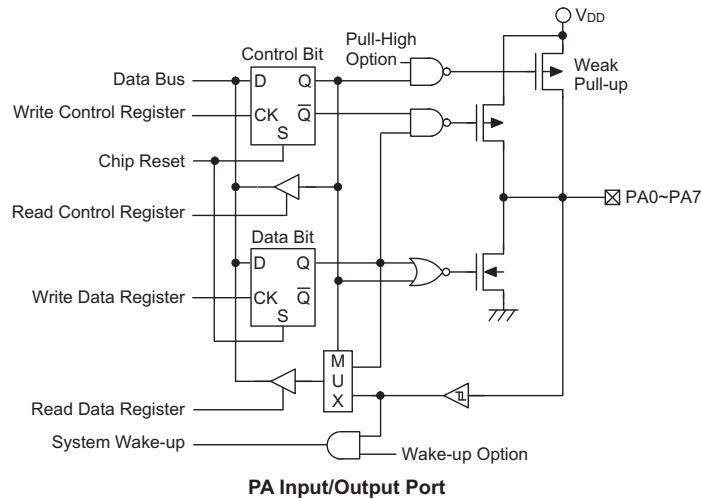 V DD
Control Bit
Pull-High
Option
Weak
Pull-up
Data Bus
D
Q
Write Control Register
CK
Q
S
Chip Reset
PA0~PA7
Read Control Register
Data Bit
D
Q
Write Data Register
CK
Q
S
M
U
X
Read Data Register
System Wake-up
Wake-up Option
PA Input/Output Port